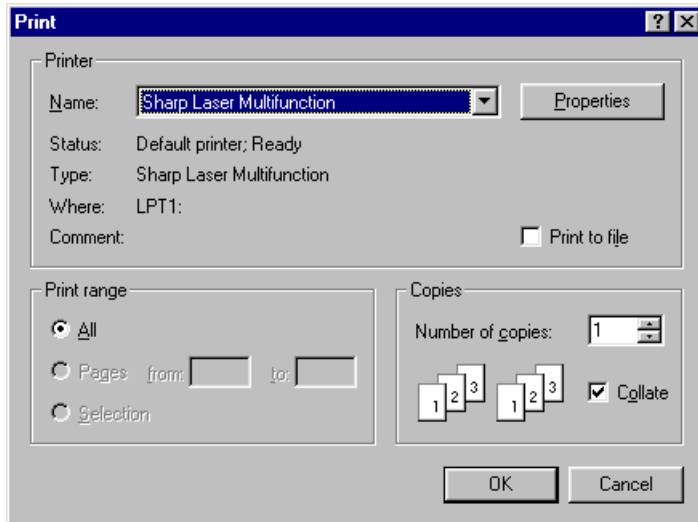 Print
Printer
Name: Sharp Laser Multifunction Properties
Status: Default printer; Ready
Type: Sharp Laser Multifunction
Where: LPT1:
Comment: Print to file
Print range
All
Pages from: to:
Selection
Copies
Number of copies: 1
1 2 3 1 2 3 Collate
OK Cancel